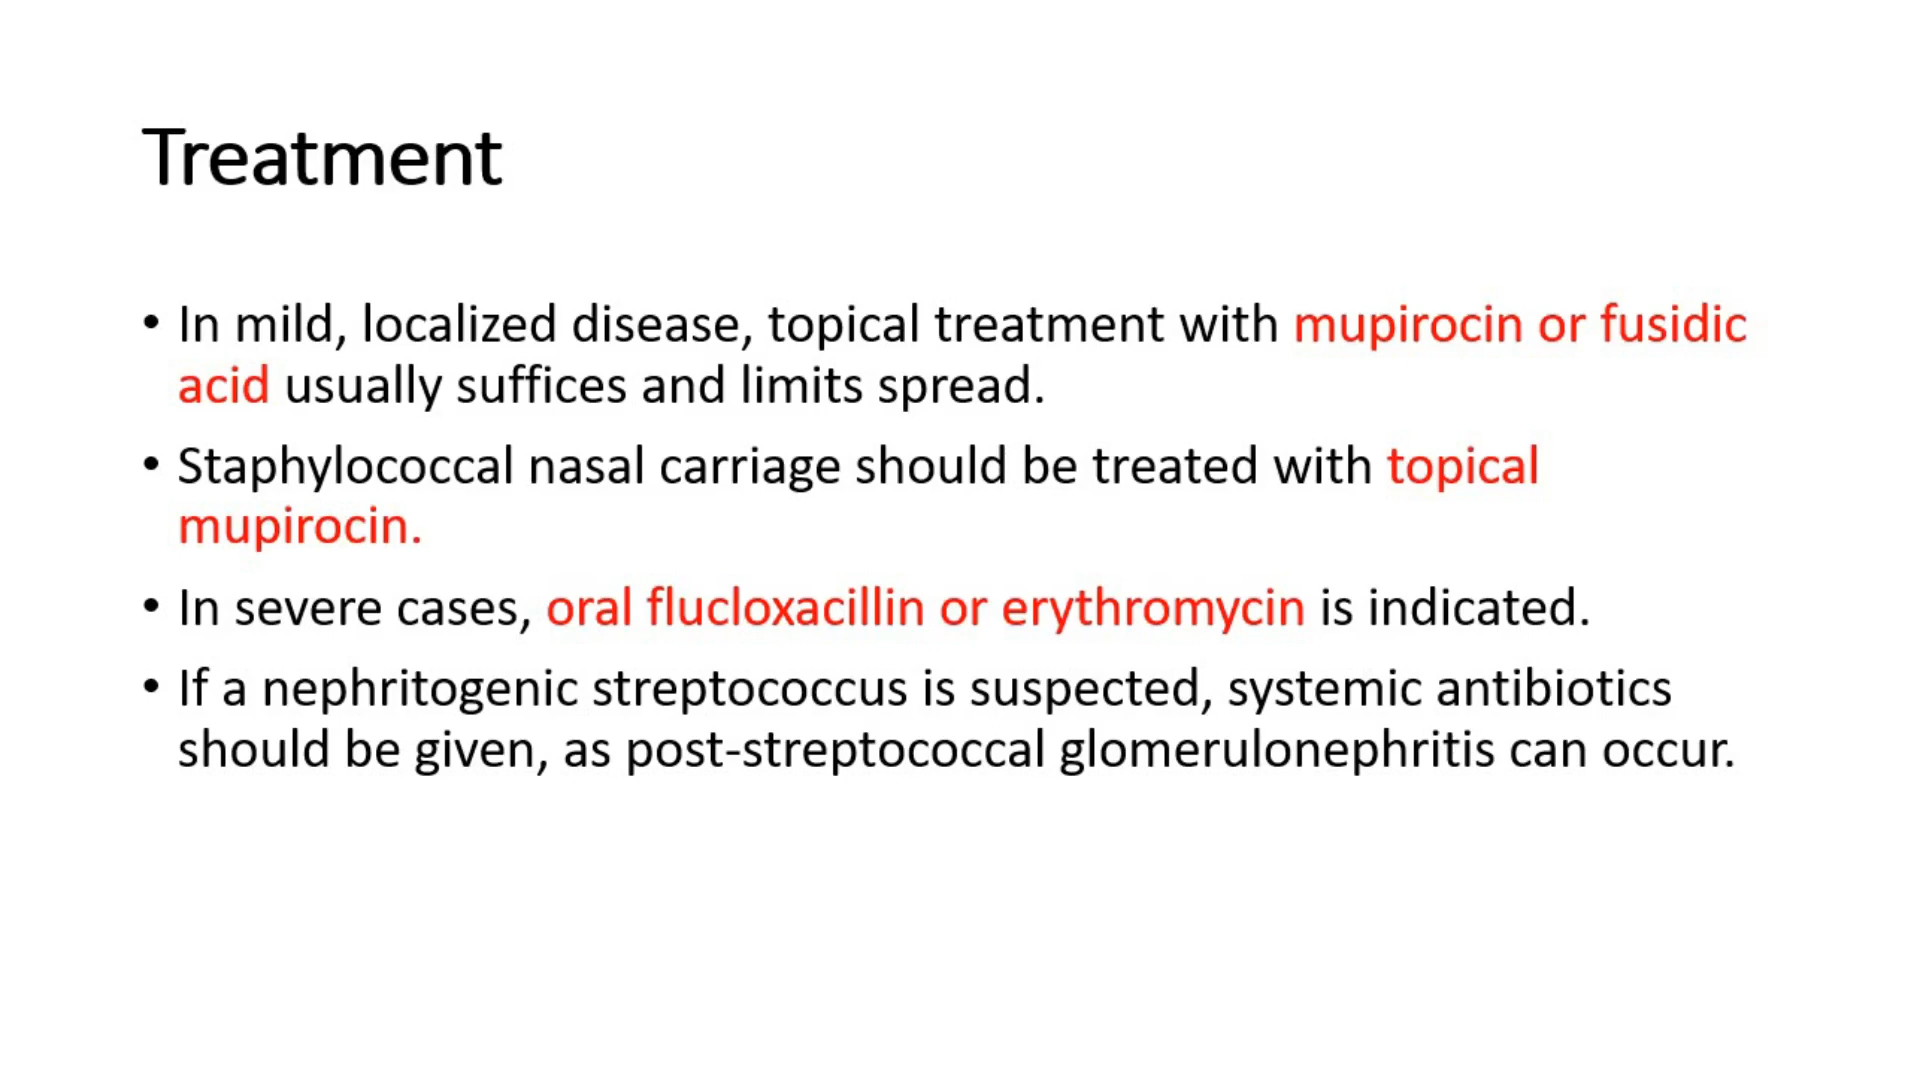 Treatment
• In mild, localized disease, topical treatment with mupirocin or fusidic
acid usually suffices and limits spread.
• Staphylococcal nasal carriage should be treated with topical
mupirocin.
• In severe cases, oral flucloxacillin or erythromycin is indicated.
• If a nephritogenic streptococcus is suspected, systemic antibiotics
should be given, as post-streptococcal glomerulonephritis can occur.